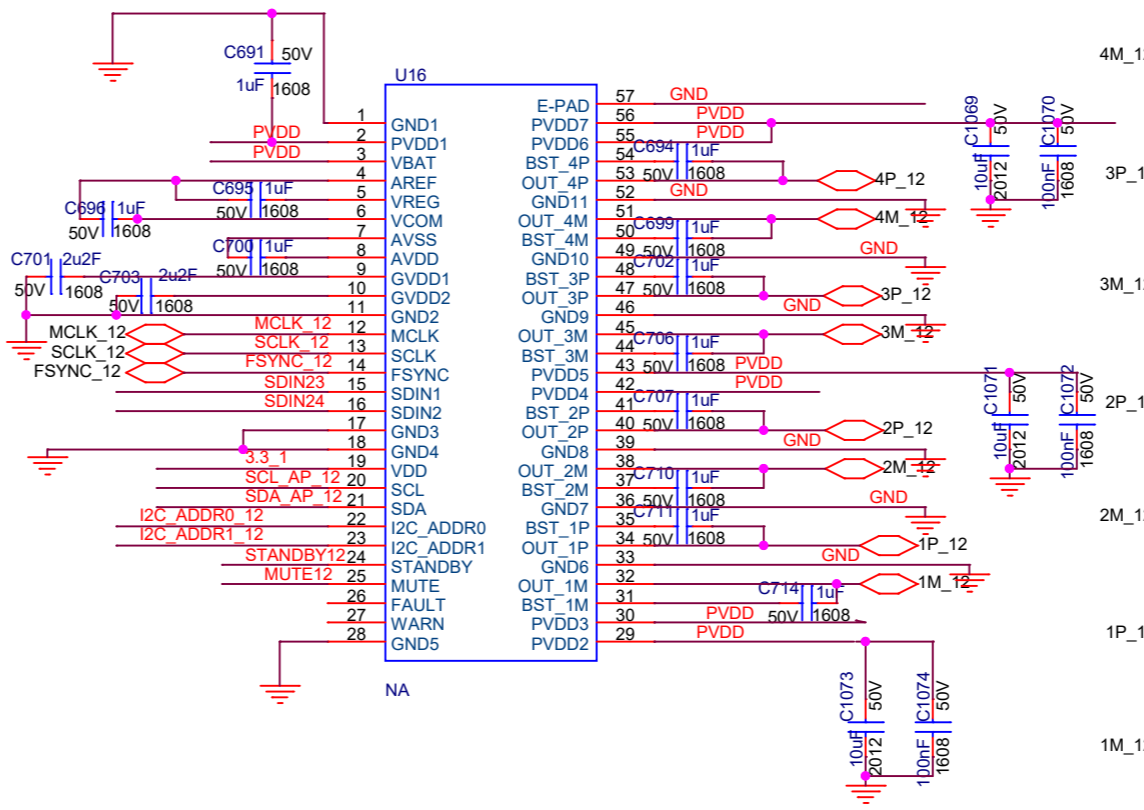 C691 50V
1uF 1608
U16
1 GND1
PVDD 2 PVDD1
PVDD 3 VBAT
4 AREF
C695 1uF 5 VREG
50V 1608
C696 1uF 6 VCOM
50V 1608
7 AVSS
C700 1uF 8 AVDD
50V 1608
C701 2u2F 9 GVDD1
50V 1608
C703 2u2F 10 GVDD2
50V 1608
11 GND2
MCLK_12 MCLK_12 12 MCLK
SCLK_12 SCLK_12 13 SCLK
FSYNC_12 FSYNC_12 14 FSYNC
SDIN23 15 SDIN1
SDIN24 16 SDIN2
17 GND3
18 GND4
3.3_1 19 VDD
SCL_AP_12 20 SCL
SDA_AP_12 21 SDA
I2C_ADDR0_12 22 I2C_ADDR0
I2C_ADDR1_12 23 I2C_ADDR1
STANDBY12 24 STANDBY
MUTE12 25 MUTE
26 FAULT
27 WARN
28 GND5
NA
E-PAD 57 GND
PVDD7 56 PVDD
PVDD6 55 PVDD
BST_4P 54 C694 1uF
50V 1608
OUT_4P 53 4P_12
GND11 52 GND
OUT_4M 51 4M_12
BST_4M 50 C699 1uF
50V 1608
GND10 49 GND
BST_3P 48 C702 1uF
50V 1608
OUT_3P 47 3P_12
GND9 46 GND
OUT_3M 45 3M_12
BST_3M 44 C706 1uF
50V 1608
PVDD5 43 PVDD
PVDD4 42 PVDD
BST_2P 41 C707 1uF
50V 1608
OUT_2P 40 2P_12
GND8 39 GND
OUT_2M 38 2M_12
BST_2M 37 C710 1uF
50V 1608
GND7 36 GND
BST_1P 35 C711 1uF
50V 1608
OUT_1P 34 1P_12
GND6 33 GND
OUT_1M 32 1M_12
BST_1M 31 C714 1uF
50V 1608
PVDD3 30 PVDD
PVDD2 29 PVDD
C1069 50V
10uF 2012
C1070 50V
100nF 1608
C1071 50V
10uF 2012
C1072 50V
100nF 1608
C1073 50V
10uF 2012
C1074 50V
100nF 1608
4M_1
3P_1
3M_1
2P_1
2M_1
1P_1
1M_1